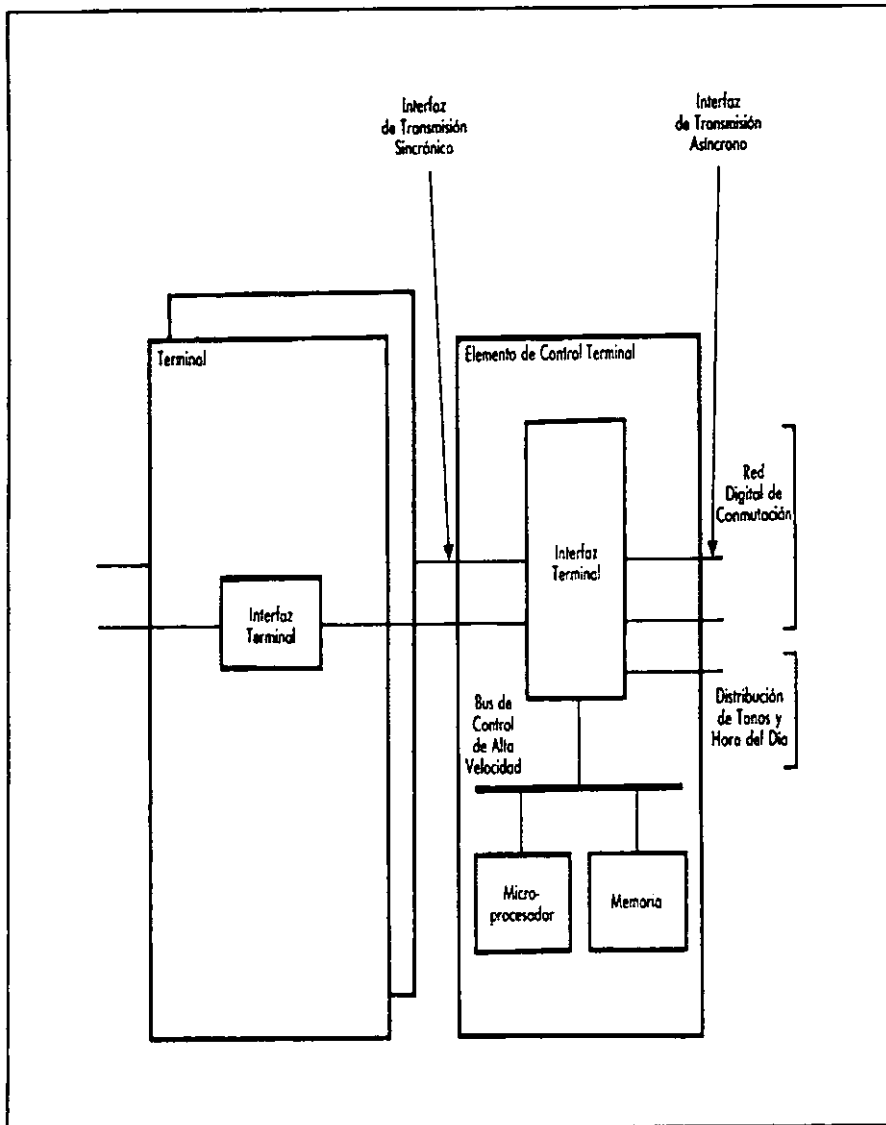 Interfaz
de Transmisión
Sincrónico
Interfaz
de Transmisión
Asíncrono
Terminal
Elemento de Control Terminal
Red
Digital de
Conmutación
Interfaz
Terminal
Interfaz
Terminal
Bus de
Control
de Alta
Velocidad
Distribución
de Tonos y
Hora del Día
Micro-
procesador
Memoria